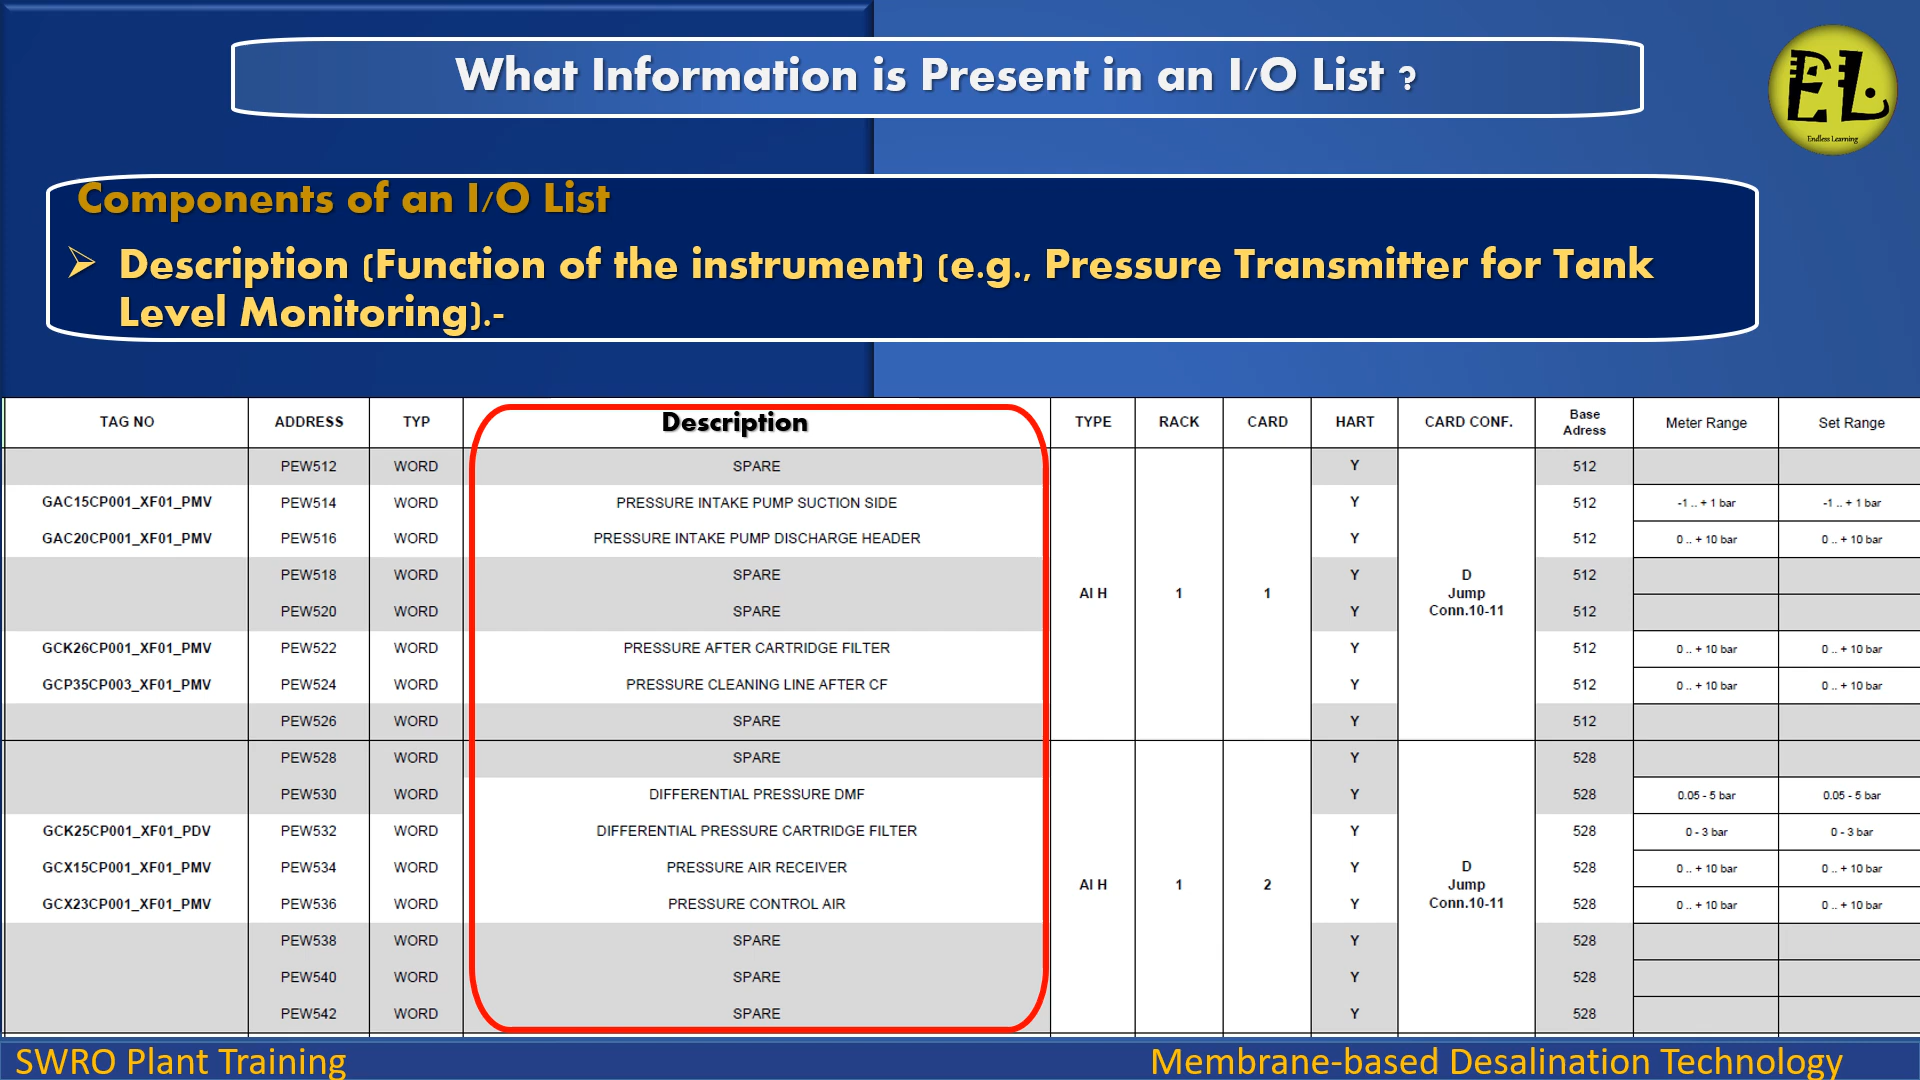 What Information is Present in an I/O List ?
EL
Endless Learning
Components of an I/O List
➢ Description (Function of the instrument) (e.g., Pressure Transmitter for Tank
Level Monitoring).-
TAG NO ADDRESS TYP Description TYPE RACK CARD HART CARD CONF. Base Adress Meter Range Set Range
PEW512 WORD SPARE Y 512
GAC15CP001_XF01_PMV PEW514 WORD PRESSURE INTAKE PUMP SUCTION SIDE Y 512 -1 .. + 1 bar -1 .. + 1 bar
GAC20CP001_XF01_PMV PEW516 WORD PRESSURE INTAKE PUMP DISCHARGE HEADER Y 512 0 .. + 10 bar 0 .. + 10 bar
PEW518 WORD SPARE Y D 512
AI H 1 1 Jump
PEW520 WORD SPARE Y Conn.10-11 512
GCK26CP001_XF01_PMV PEW522 WORD PRESSURE AFTER CARTRIDGE FILTER Y 512 0 .. + 10 bar 0 .. + 10 bar
GCP35CP003_XF01_PMV PEW524 WORD PRESSURE CLEANING LINE AFTER CF Y 512 0 .. + 10 bar 0 .. + 10 bar
PEW526 WORD SPARE Y 512
PEW528 WORD SPARE Y 528
PEW530 WORD DIFFERENTIAL PRESSURE DMF Y 528 0.05 - 5 bar 0.05 - 5 bar
GCK25CP001_XF01_PDV PEW532 WORD DIFFERENTIAL PRESSURE CARTRIDGE FILTER Y 528 0 - 3 bar 0 - 3 bar
GCX15CP001_XF01_PMV PEW534 WORD PRESSURE AIR RECEIVER Y D 528 0 .. + 10 bar 0 .. + 10 bar
AI H 1 2 Jump
GCX23CP001_XF01_PMV PEW536 WORD PRESSURE CONTROL AIR Y Conn.10-11 528 0 .. + 10 bar 0 .. + 10 bar
PEW538 WORD SPARE Y 528
PEW540 WORD SPARE Y 528
PEW542 WORD SPARE Y 528
SWRO Plant Training Membrane-based Desalination Technology